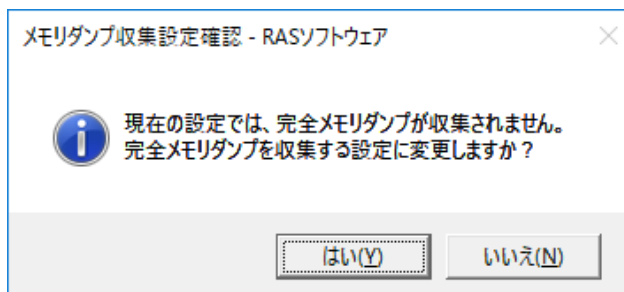 メモリダンプ収集設定確認 - RASソフトウェア
現在の設定では、完全メモリダンプが収集されません。
完全メモリダンプを収集する設定に変更しますか？
はい(Y)
いいえ(N)